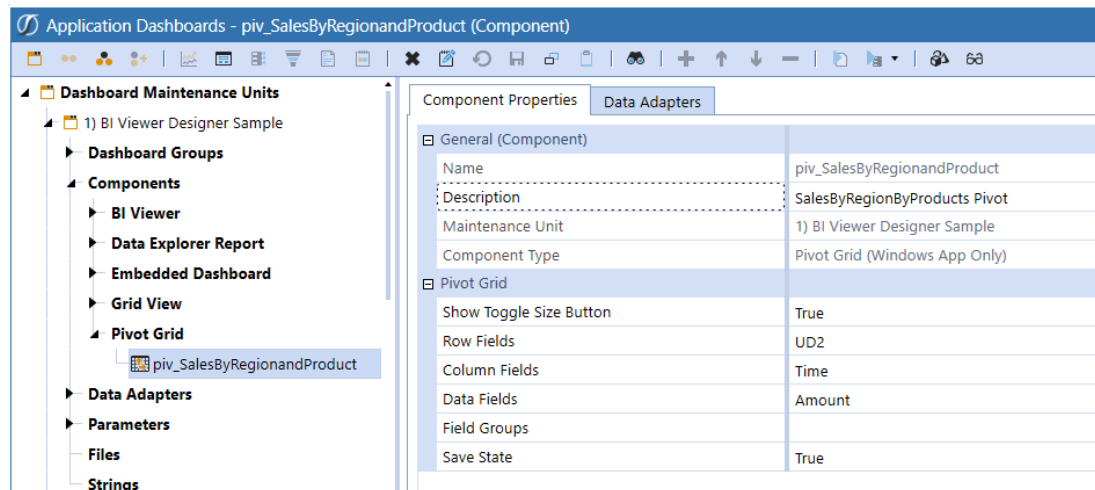 Application Dashboards - piv_SalesByRegionandProduct (Component)
Dashboard Maintenance Units
1) BI Viewer Designer Sample
Dashboard Groups
Components
BI Viewer
Data Explorer Report
Embedded Dashboard
Grid View
Pivot Grid
piv_SalesByRegionandProduct
Data Adapters
Parameters
Files
Strings
Component Properties Data Adapters
General (Component)
Name piv_SalesByRegionandProduct
Description SalesByRegionByProducts Pivot
Maintenance Unit 1) BI Viewer Designer Sample
Component Type Pivot Grid (Windows App Only)
Pivot Grid
Show Toggle Size Button True
Row Fields UD2
Column Fields Time
Data Fields Amount
Field Groups
Save State True